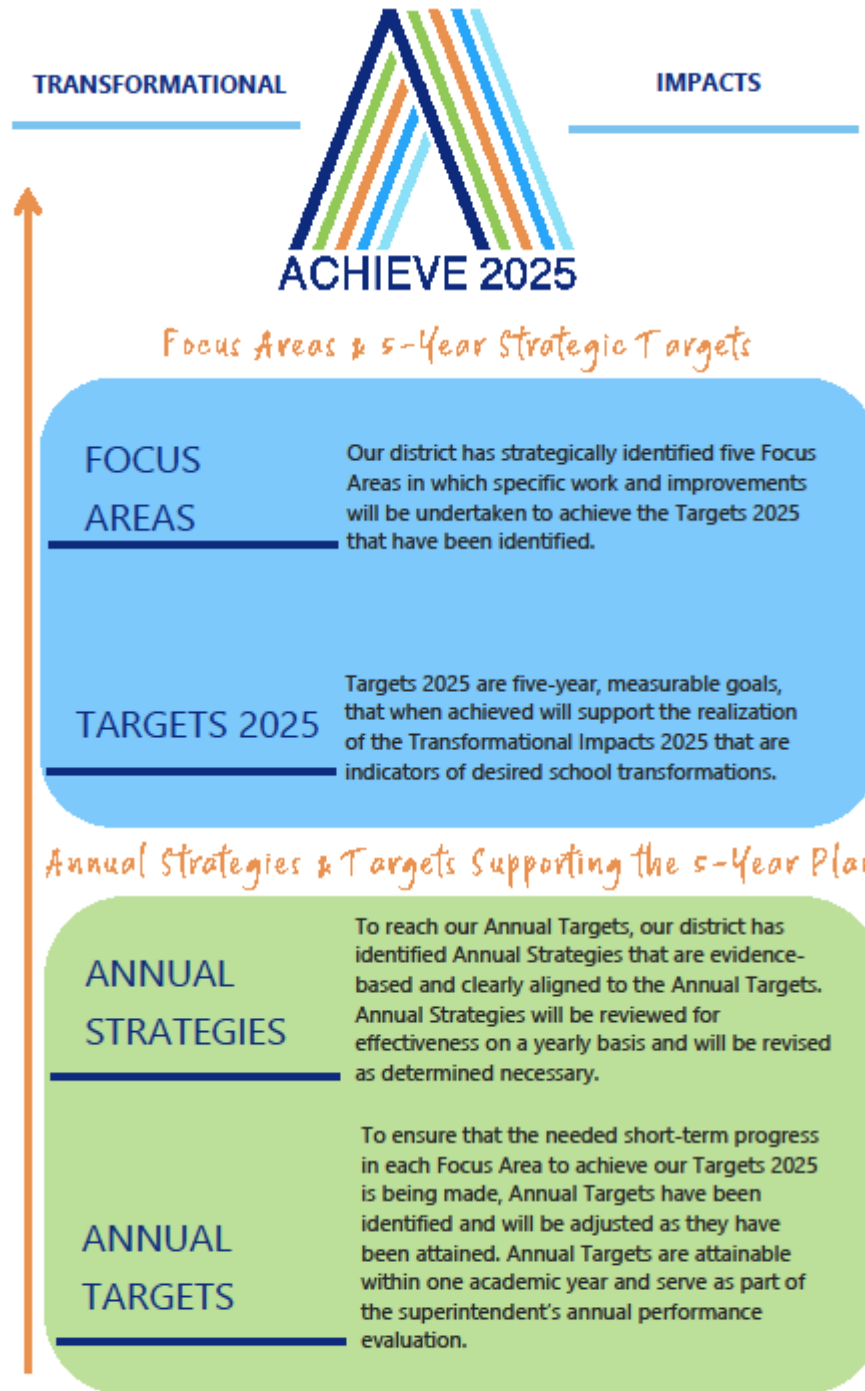 TRANSFORMATIONAL
IMPACTS
ACHIEVE 2025
Focus Areas & 5-Year Strategic Targets
FOCUS
AREAS
Our district has strategically identified five Focus
Areas in which specific work and improvements
will be undertaken to achieve the Targets 2025
that have been identified.
TARGETS 2025
Targets 2025 are five-year, measurable goals,
that when achieved will support the realization
of the Transformational Impacts 2025 that are
indicators of desired school transformations.
Annual Strategies & Targets Supporting the 5-Year Pla
ANNUAL
STRATEGIES
To reach our Annual Targets, our district has
identified Annual Strategies that are evidence-
based and clearly aligned to the Annual Targets.
Annual Strategies will be reviewed for
effectiveness on a yearly basis and will be revised
as determined necessary.
ANNUAL
TARGETS
To ensure that the needed short-term progress
in each Focus Area to achieve our Targets 2025
is being made, Annual Targets have been
identified and will be adjusted as they have
been attained. Annual Targets are attainable
within one academic year and serve as part of
the superintendent's annual performance
evaluation.